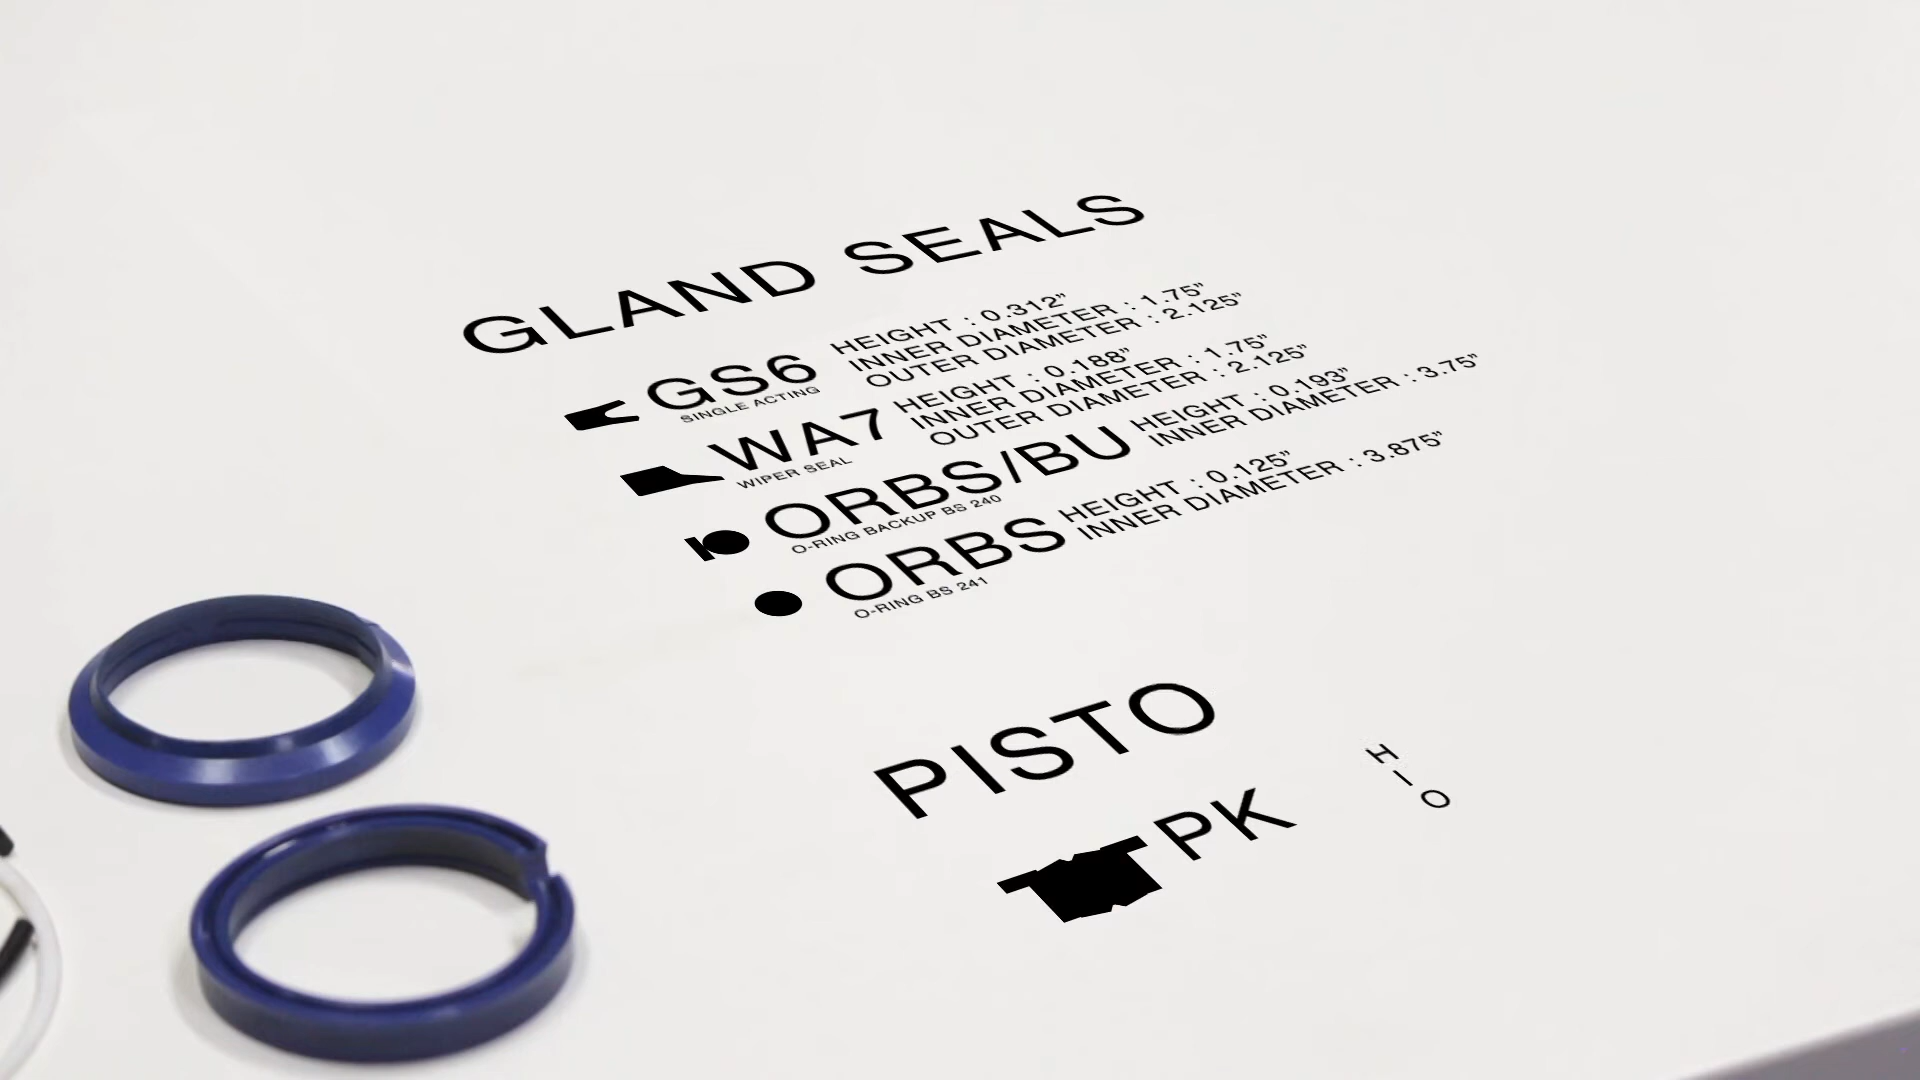 GLAND SEALS
GS6
SINGLE ACTING
HEIGHT : 0.312”
INNER DIAMETER : 1.75”
OUTER DIAMETER : 2.125”
WA7
WIPER SEAL
HEIGHT : 0.188”
INNER DIAMETER : 1.75”
OUTER DIAMETER : 2.125”
ORBS/BU
O-RING BACKUP BS 240
HEIGHT : 0.193”
INNER DIAMETER : 3.75”
ORBS
O-RING BS 241
HEIGHT : 0.125”
INNER DIAMETER : 3.875”
PISTO
PK
H
I
O